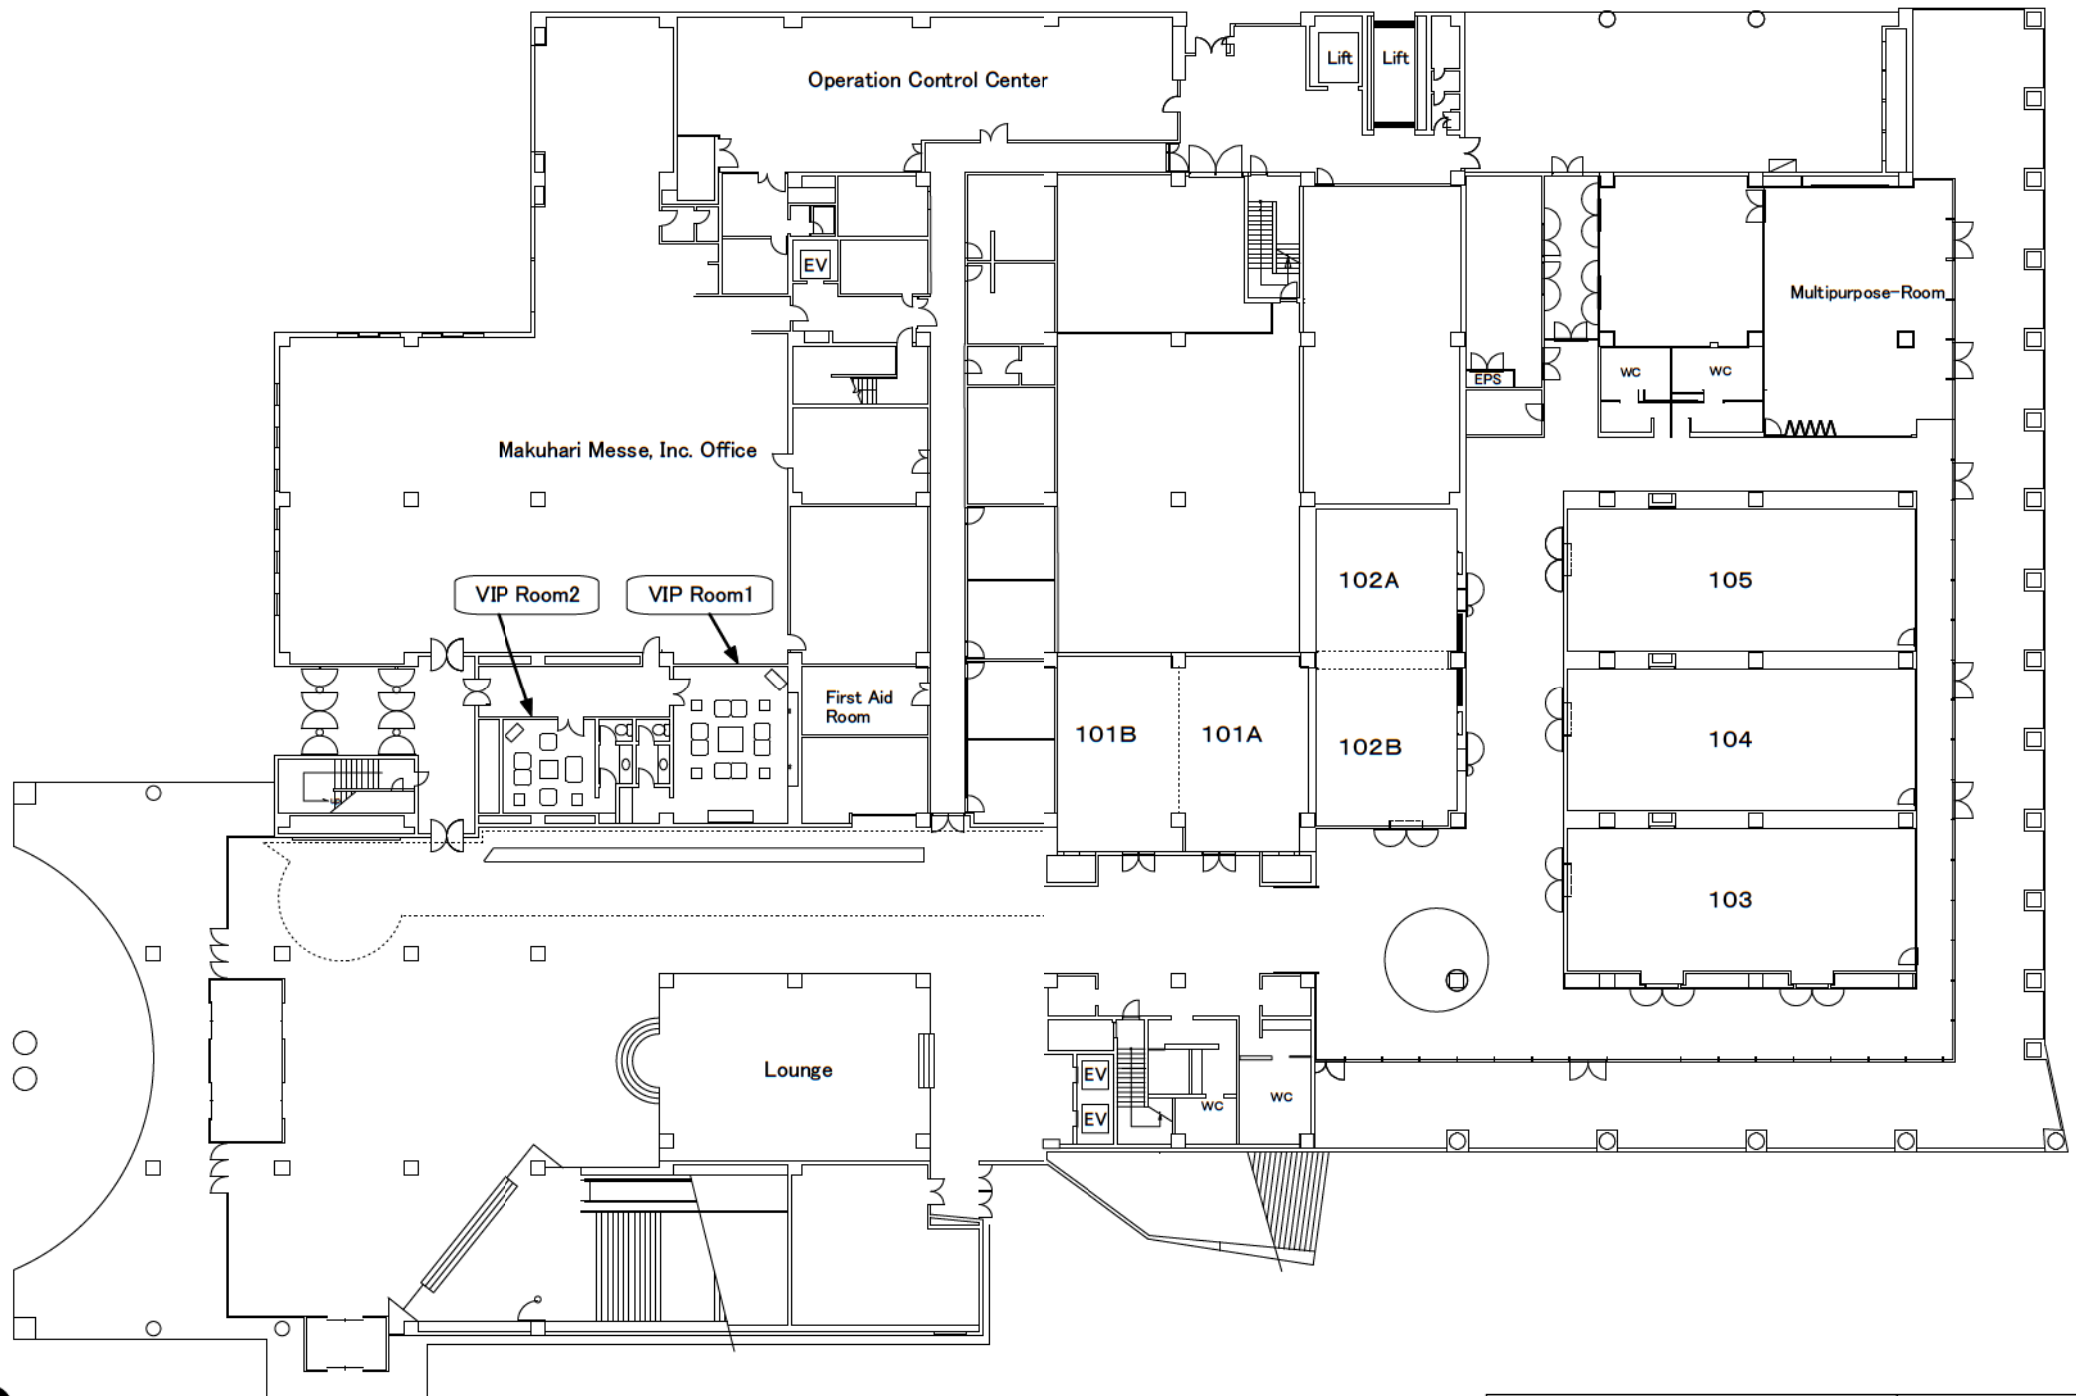 Lift
Lift
Operation Control Center
EV
Multipurpose-Room
WC
WC
EPS
Makuhari Messe, Inc. Office
VIP Room2
VIP Room1
102A
105
First Aid
Room
101B
101A
102B
104
103
Lounge
EV
EV
WC
WC